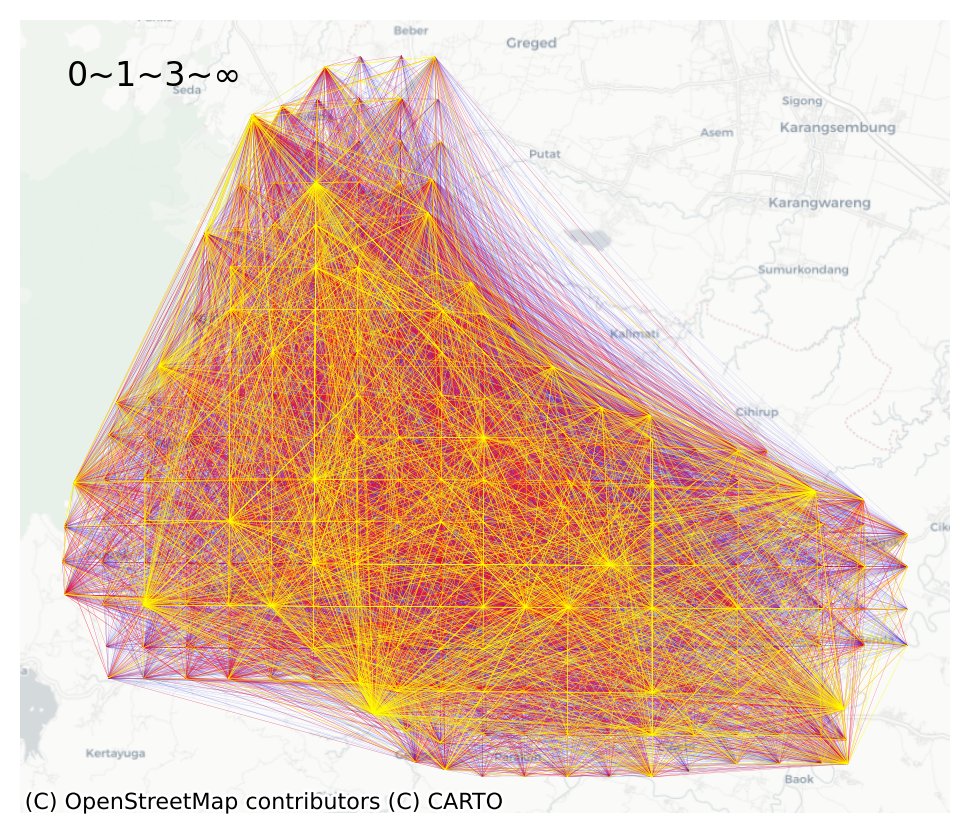 Beber
Greged
0~1~3~∞
Seda
Sigong
Karangsembung
Asem
Putat
Karangwareng
Sumurkondang
Kalimati
Cihirup
Kertayuga
Baok
(C) OpenStreetMap contributors (C) CARTO